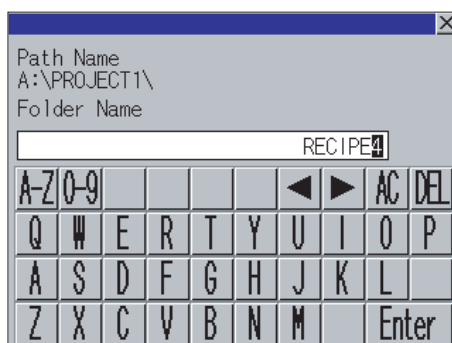 ×
Path Name
A:\PROJECT1\
Folder Name
RECIPE4
A-Z 0-9 ◀ ▶ AC DEL
Q W E R T Y U I O P
A S D F G H J K L
Z X C V B N M Enter